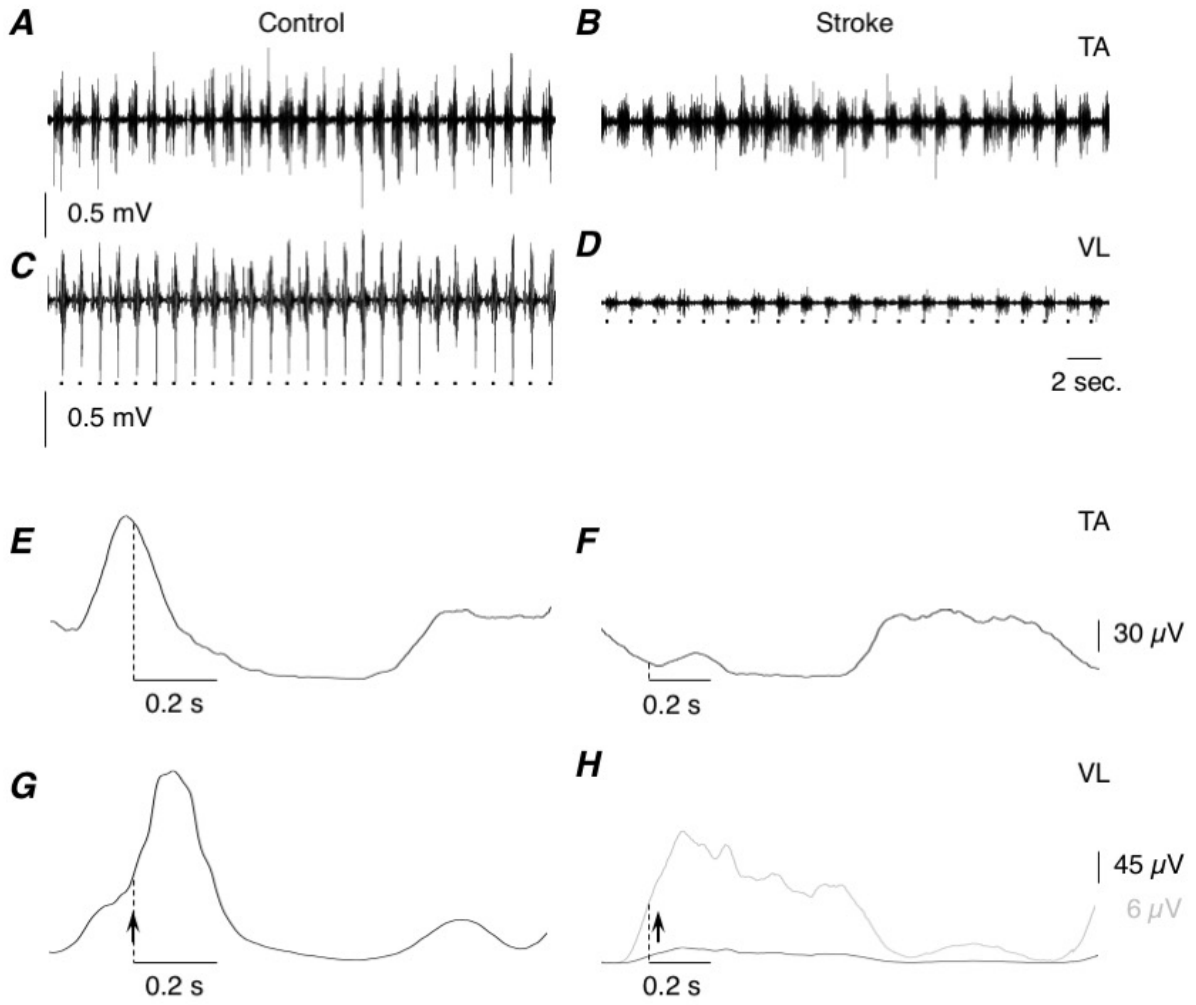 A Control B Stroke TA
0.5 mV
C D VL
2 sec.
0.5 mV
E F TA
30 µV
0.2 s 0.2 s
G H VL
45 µV
6 µV
0.2 s 0.2 s